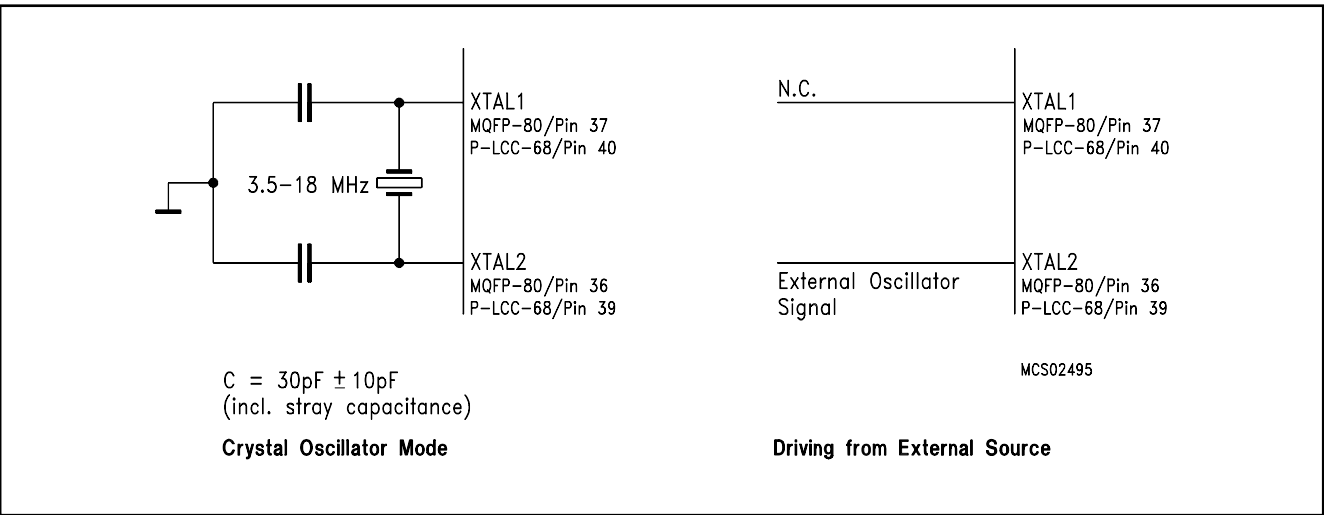 XTAL1
MQFP-80/Pin 37
P-LCC-68/Pin 40
3.5-18 MHz
XTAL2
MQFP-80/Pin 36
P-LCC-68/Pin 39
C = 30pF ± 10pF
(incl. stray capacitance)
Crystal Oscillator Mode
N.C.
XTAL1
MQFP-80/Pin 37
P-LCC-68/Pin 40
External Oscillator
Signal
XTAL2
MQFP-80/Pin 36
P-LCC-68/Pin 39
MCS02495
Driving from External Source